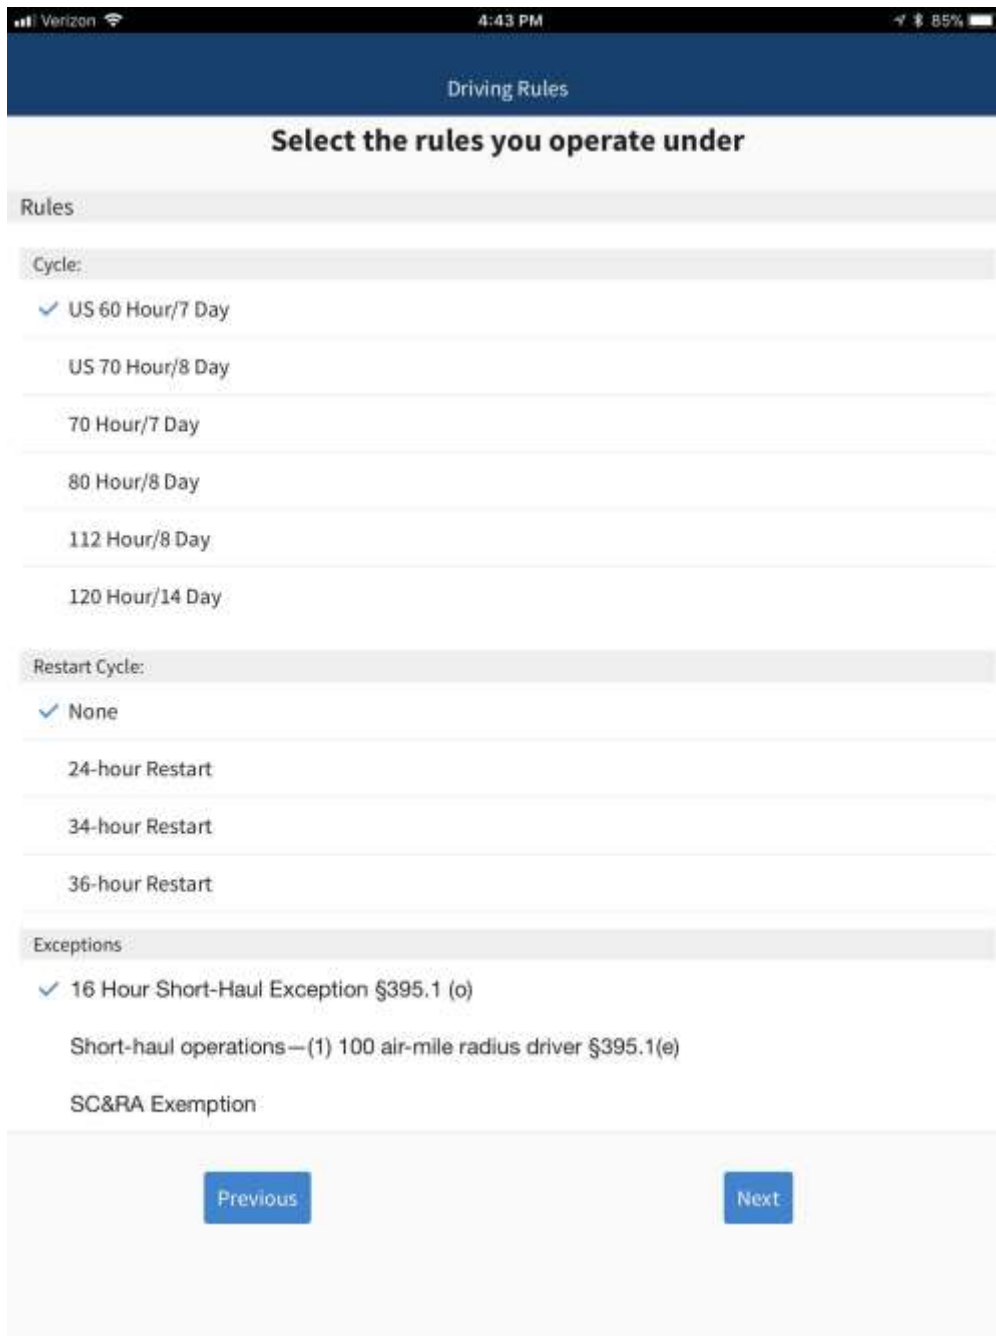 Verizon 4:43 PM 85%
Driving Rules
Select the rules you operate under
Rules
Cycle:
US 60 Hour/7 Day
US 70 Hour/8 Day
70 Hour/7 Day
80 Hour/8 Day
112 Hour/8 Day
120 Hour/14 Day
Restart Cycle:
None
24-hour Restart
34-hour Restart
36-hour Restart
Exceptions
16 Hour Short-Haul Exception §395.1 (o)
Short-haul operations—(1) 100 air-mile radius driver §395.1(e)
SC&RA Exemption
Previous Next